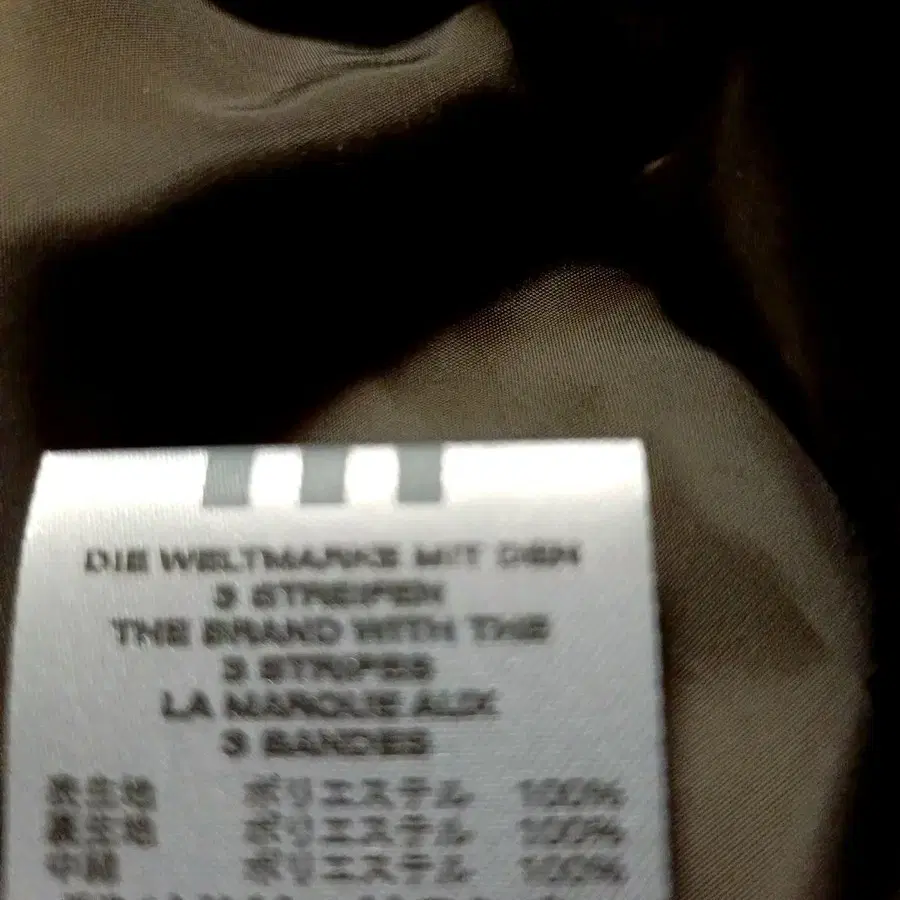 DIE WELTMARKE MIT DEN
3 STREIFEN
THE BRAND WITH THE
3 STRIPES
LA MARQUE AUX
3 BANDES
表生地 ポリエステル 100%
裏生地 ポリエステル 100%
中綿 ポリエステル 100%